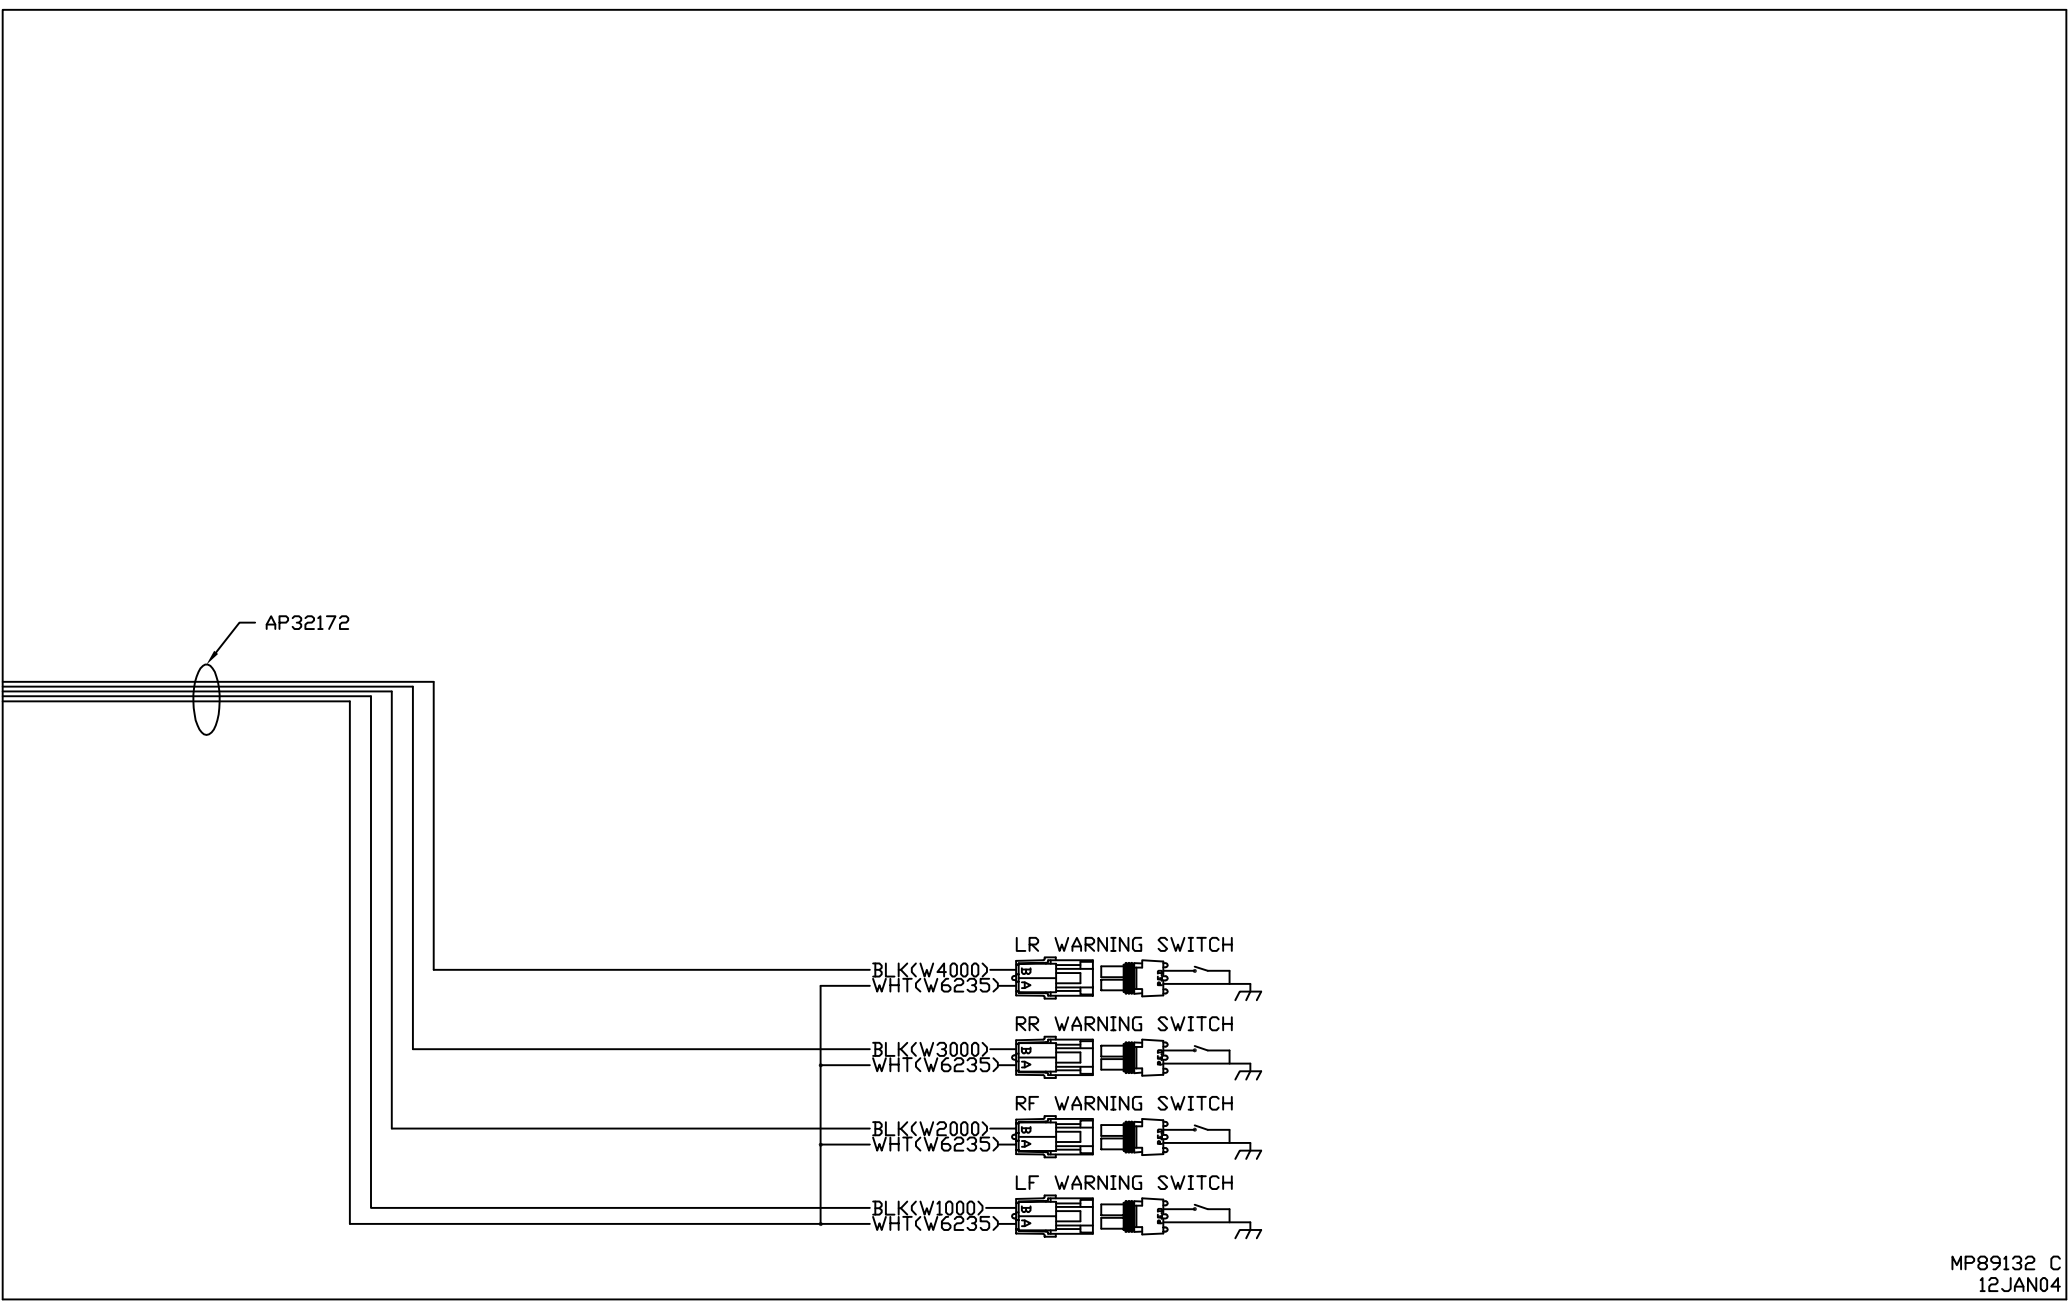 AP32172
LR WARNING SWITCH
BLK(W4000)
WHT(W6235)
B
A
RR WARNING SWITCH
BLK(W3000)
WHT(W6235)
B
A
RF WARNING SWITCH
BLK(W2000)
WHT(W6235)
B
A
LF WARNING SWITCH
BLK(W1000)
WHT(W6235)
B
A
MP89132 C
12JAN04